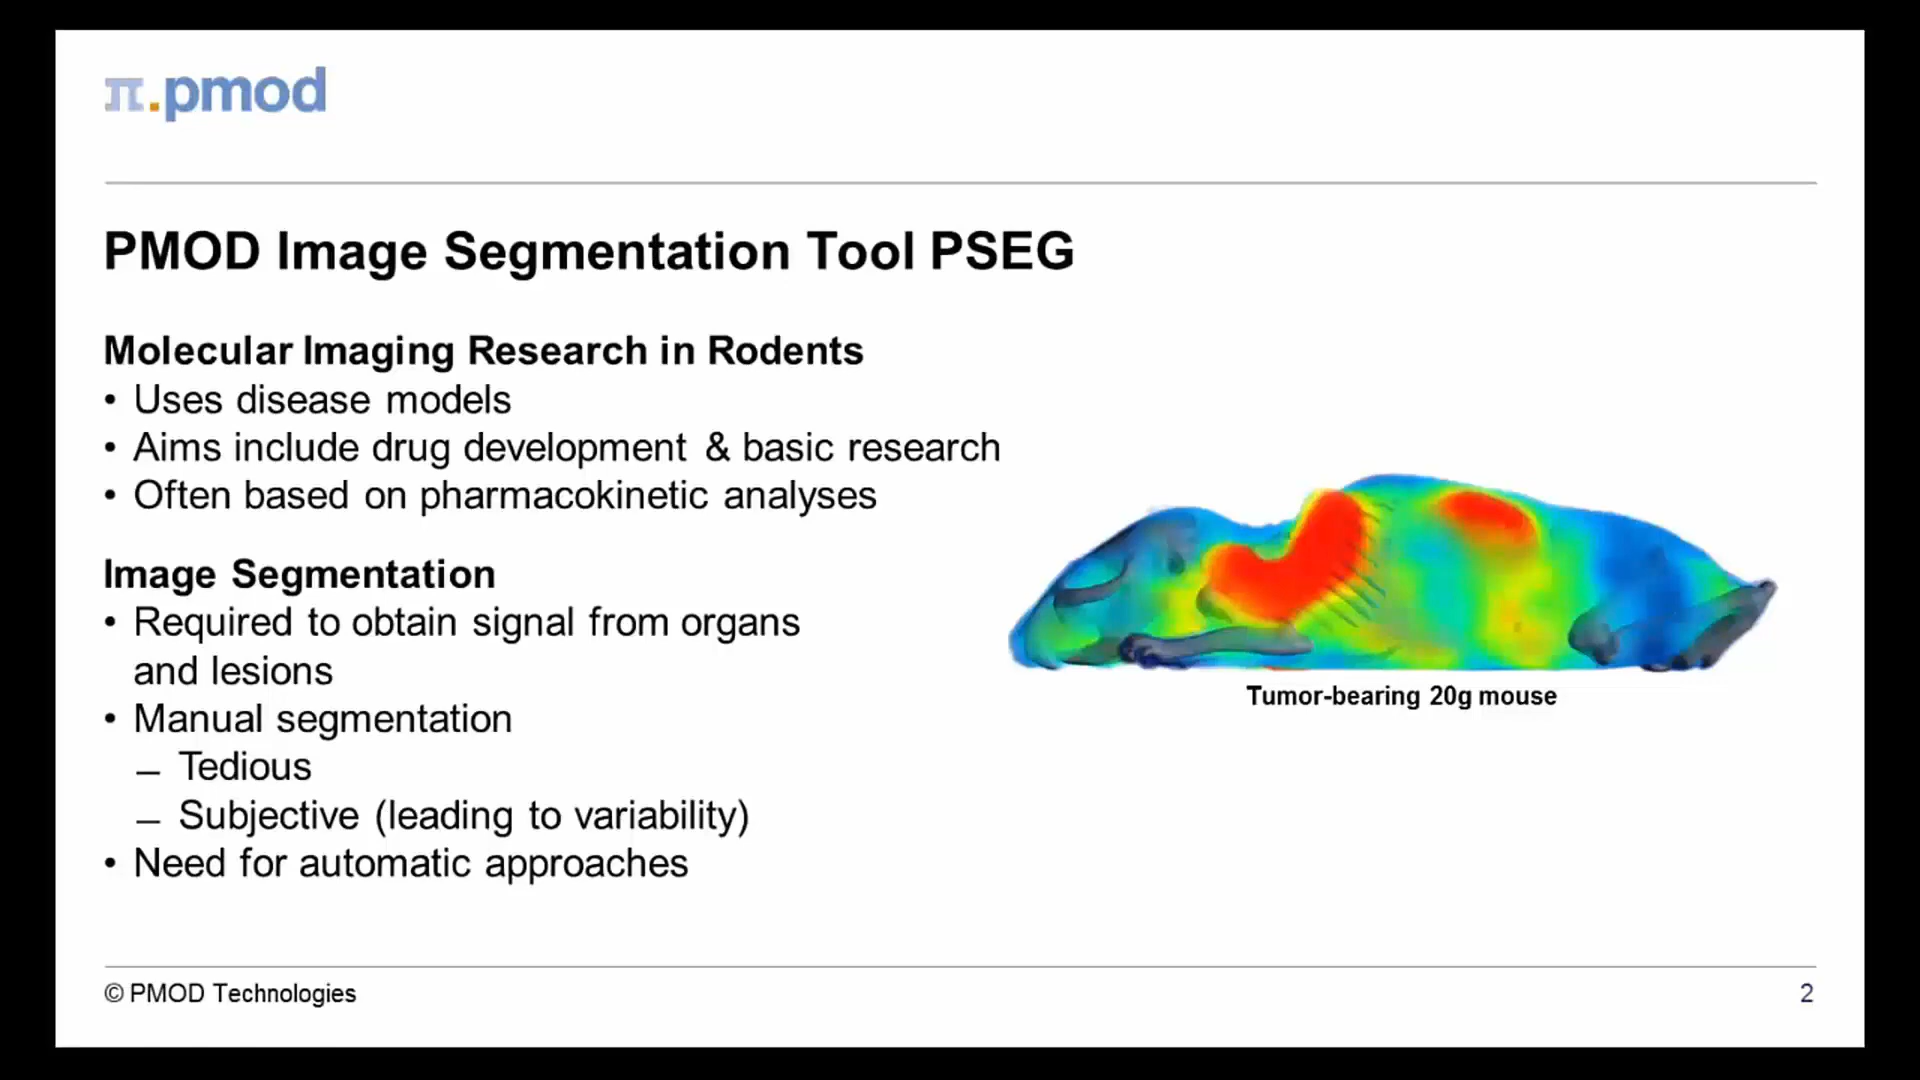 π.pmod
PMOD Image Segmentation Tool PSEG
Molecular Imaging Research in Rodents
• Uses disease models
• Aims include drug development & basic research
• Often based on pharmacokinetic analyses
Image Segmentation
• Required to obtain signal from organs
and lesions
• Manual segmentation
– Tedious
– Subjective (leading to variability)
• Need for automatic approaches
Tumor-bearing 20g mouse
© PMOD Technologies
2